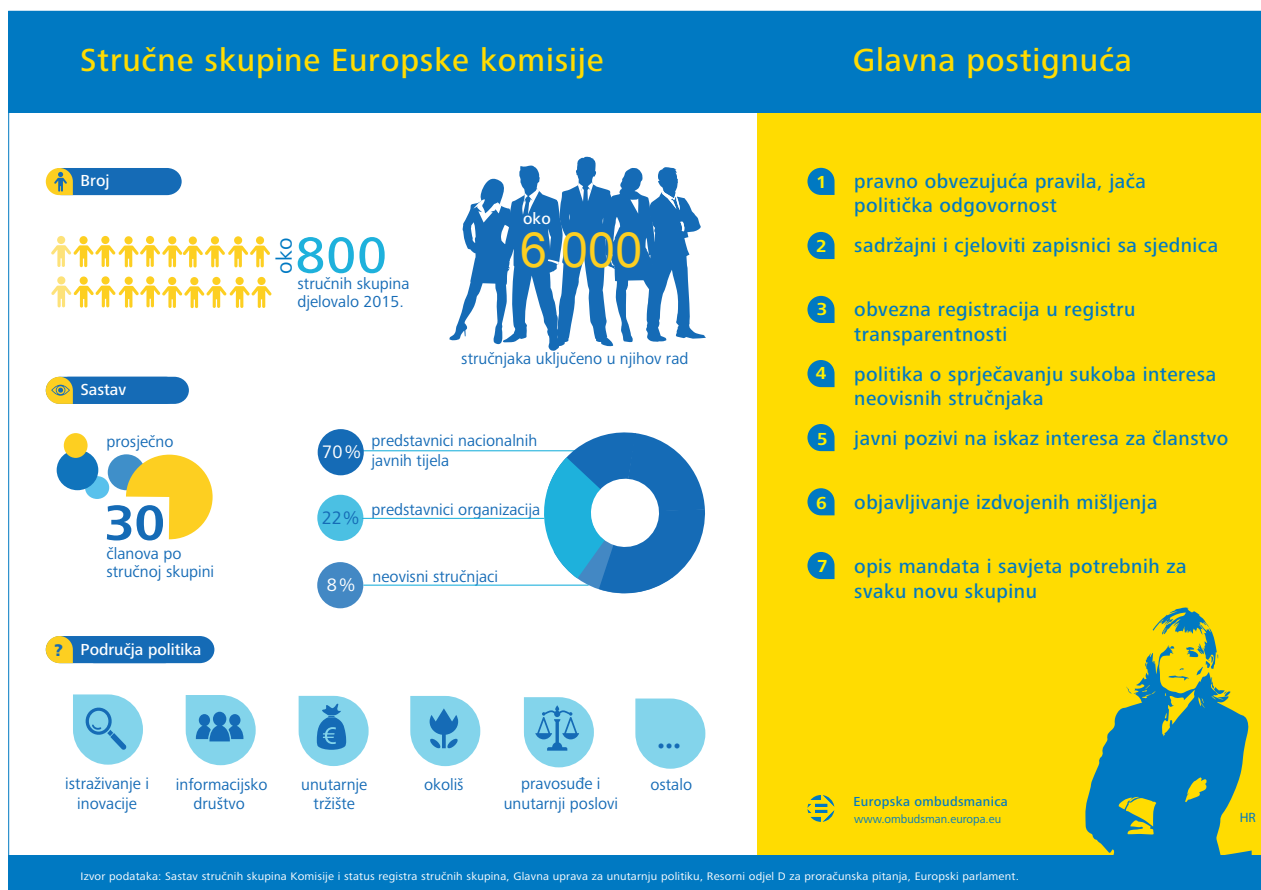 Stručne skupine Europske komisije
Glavna postignuća
Broj
oko
800
stručnih skupina
djelovalo 2015.
oko
6 000
stručnjaka uključeno u njihov rad
Sastav
prosječno
30
članova po
stručnoj skupini
70%
predstavnici nacionalnih
javnih tijela
22%
predstavnici organizacija
8%
neovisni stručnjaci
? Područja politika
€
istraživanje i
inovacije
informacijsko
društvo
unutarnje
tržište
okoliš
pravosuđe i
unutarnji poslovi
...
ostalo
1 pravno obvezujuća pravila, jača
politička odgovornost
2 sadržajni i cjeloviti zapisnici sa sjednica
3 obvezna registracija u registru
transparentnosti
4 politika o sprječavanju sukoba interesa
neovisnih stručnjaka
5 javni pozivi na iskaz interesa za članstvo
6 objavljivanje izdvojenih mišljenja
7 opis mandata i savjeta potrebnih za
svaku novu skupinu
Europska ombudsmanica
www.ombudsman.europa.eu
HR
Izvor podataka: Sastav stručnih skupina Komisije i status registra stručnih skupina, Glavna uprava za unutarnju politiku, Resorni odjel D za proračunska pitanja, Europski parlament.